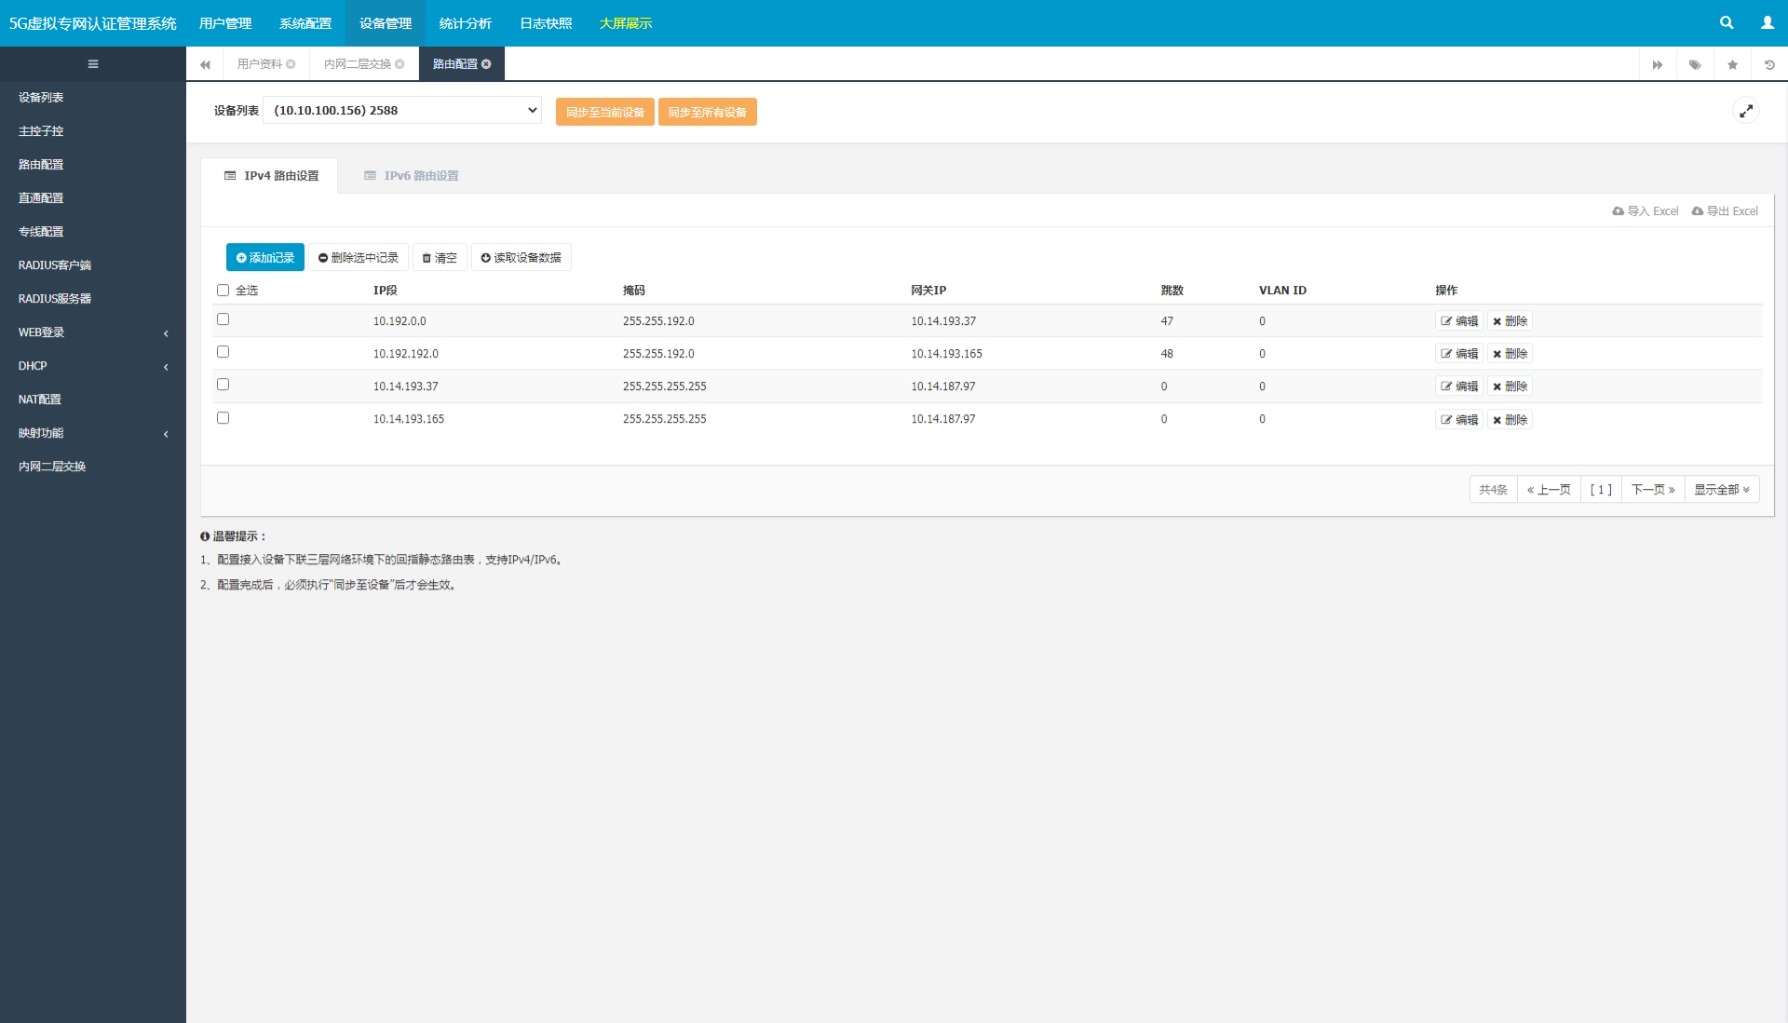 5G虚拟专网认证管理系统 用户管理 系统配置 设备管理 统计分析 日志快照 大屏展示
用户资料 内网二层交换 路由配置
设备列表
主控子控
路由配置
直通配置
专线配置
RADIUS客户端
RADIUS服务器
WEB登录
DHCP
NAT配置
映射功能
内网二层交换
设备列表 (10.10.100.156) 2588 同步至当前设备 同步至所有设备
IPv4 路由设置 IPv6 路由设置
导入 Excel 导出 Excel
添加记录 删除选中记录 清空 读取设备数据
全选 IP段 掩码 网关IP 跳数 VLAN ID 操作
10.192.0.0 255.255.192.0 10.14.193.37 47 0 编辑 删除
10.192.192.0 255.255.192.0 10.14.193.165 48 0 编辑 删除
10.14.193.37 255.255.255.255 10.14.187.97 0 0 编辑 删除
10.14.193.165 255.255.255.255 10.14.187.97 0 0 编辑 删除
共4条 « 上一页 [ 1 ] 下一页 » 显示全部
温馨提示：
1、配置接入设备下联三层网络环境下的回指静态路由表，支持IPv4/IPv6。
2、配置完成后，必须执行"同步至设备"后才会生效。